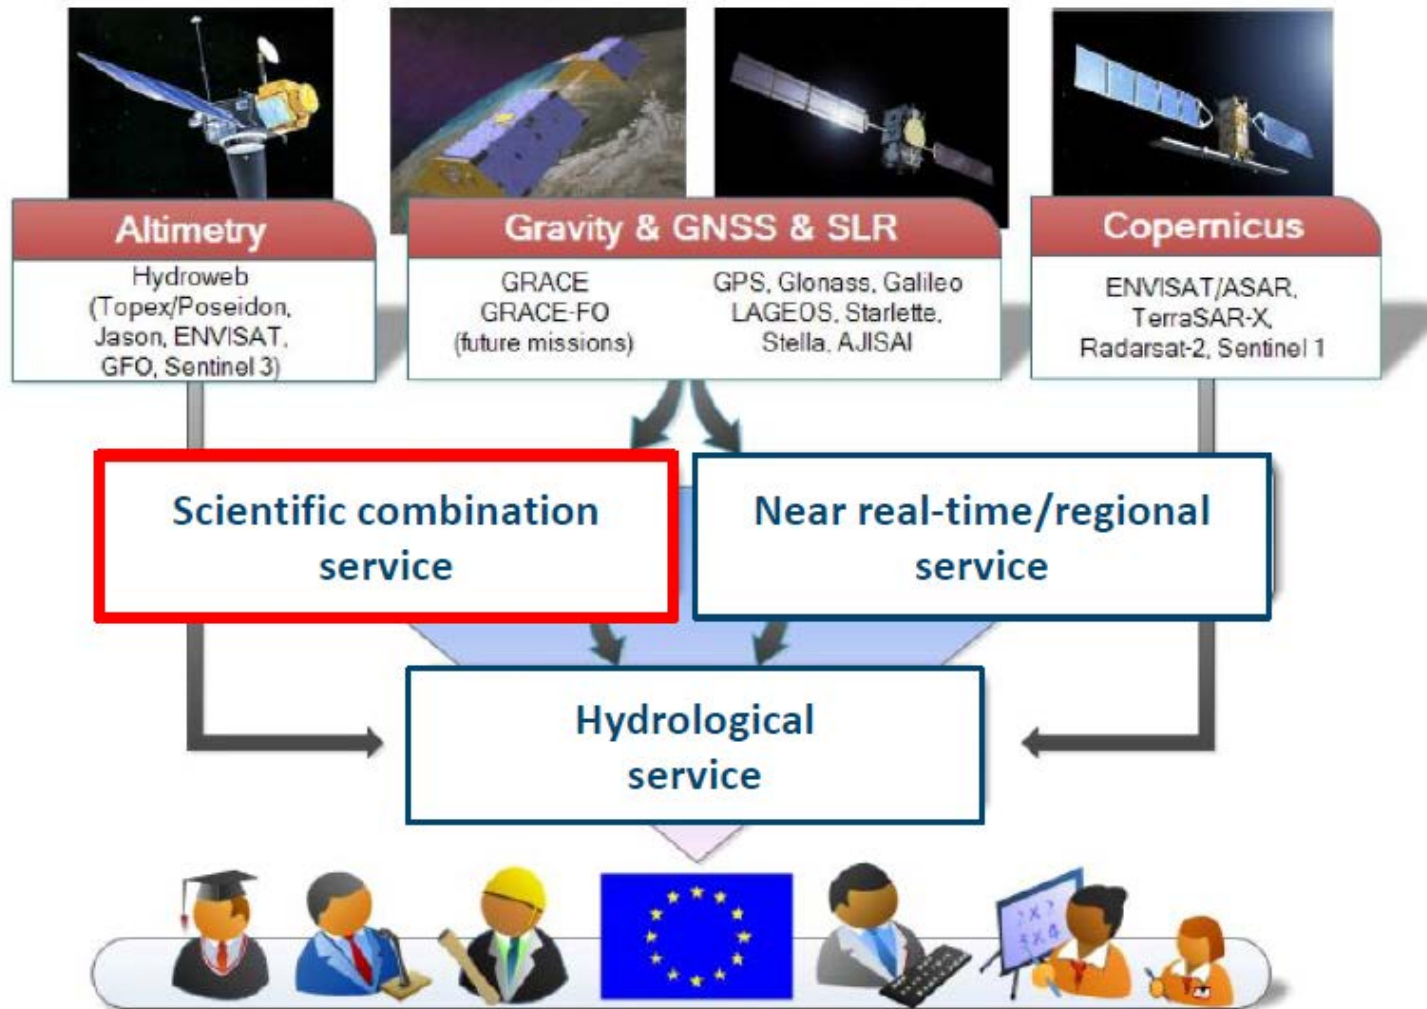 Altimetry
Hydroweb
(Topex/Poseidon,
Jason, ENVISAT,
GFO, Sentinel 3)
Gravity & GNSS & SLR
GRACE
GRACE-FO
(future missions)
GPS, Glonass, Galileo
LAGEOS, Starlette,
Stella, AJISAI
Copernicus
ENVISAT/ASAR,
TerraSAR-X,
Radarsat-2, Sentinel 1
Scientific combination
service
Near real-time/regional
service
Hydrological
service